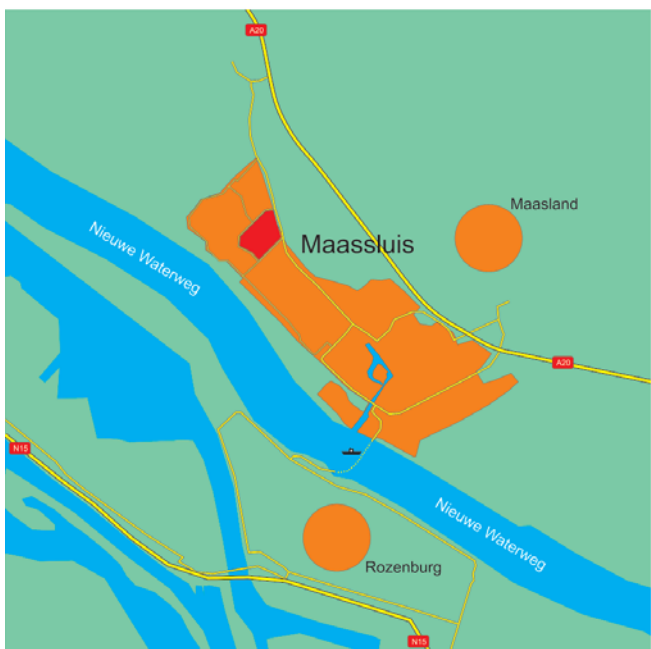 A20
Maasland
Maassluis
Nieuwe Waterweg
A20
N15
Nieuwe Waterweg
Rozenburg
N15